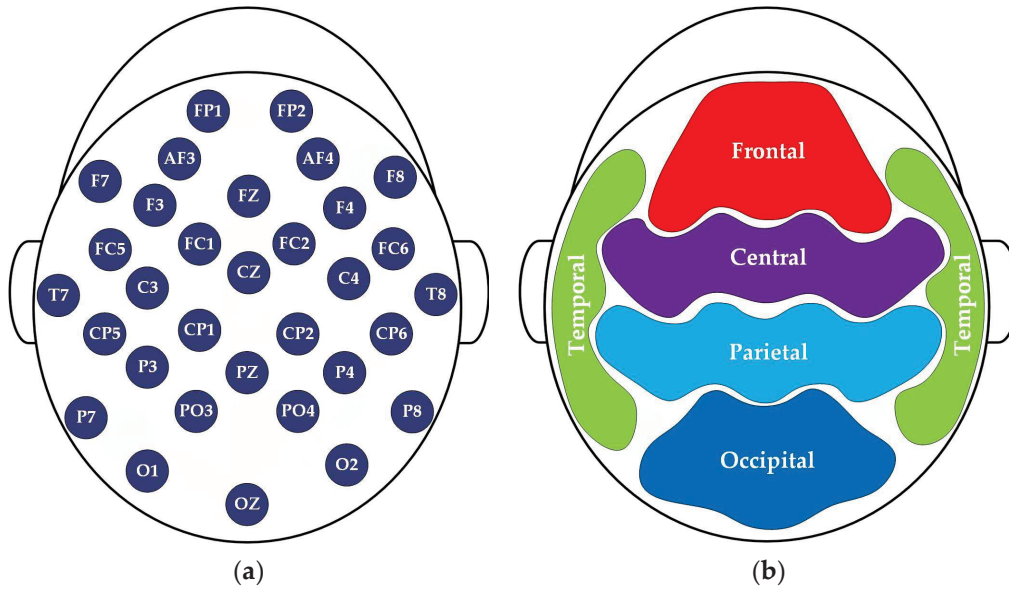 FP1 FP2
AF3 AF4
F7 F8
F3 FZ F4
FC5 FC1 FC2 FC6
CZ
T7 C3 C4 T8
CP5 CP1 CP2 CP6
P3 PZ P4
P7 PO3 PO4 P8
O1 O2
OZ
(a)
Frontal
Central
Temporal
Temporal
Parietal
Occipital
(b)